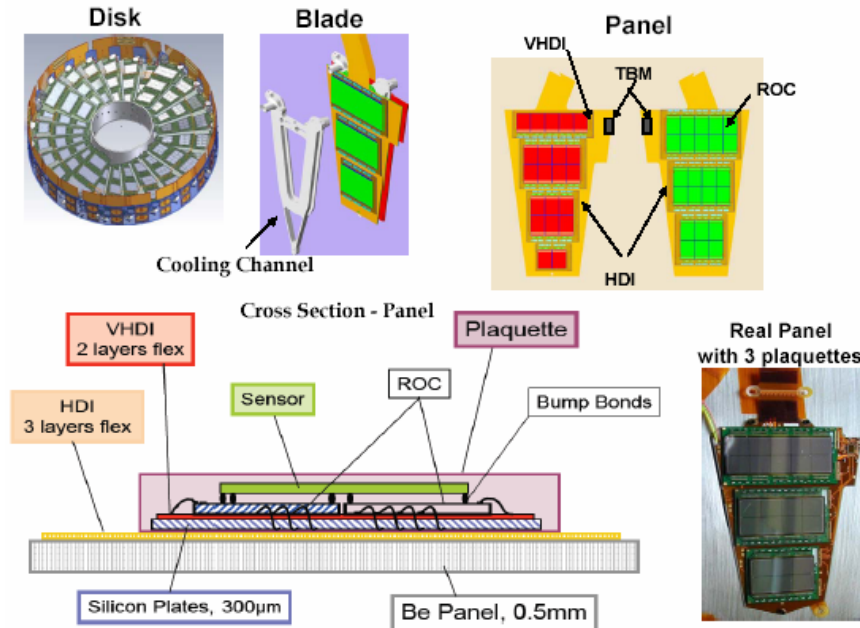 Disk
Blade
Panel
VHDI
TBM
ROC
Cooling Channel
HDI
Cross Section - Panel
VHDI
2 layers flex
Plaquette
Real Panel
with 3 plaquettes
ROC
Sensor
Bump Bonds
HDI
3 layers flex
Silicon Plates, 300µm
Be Panel, 0.5mm